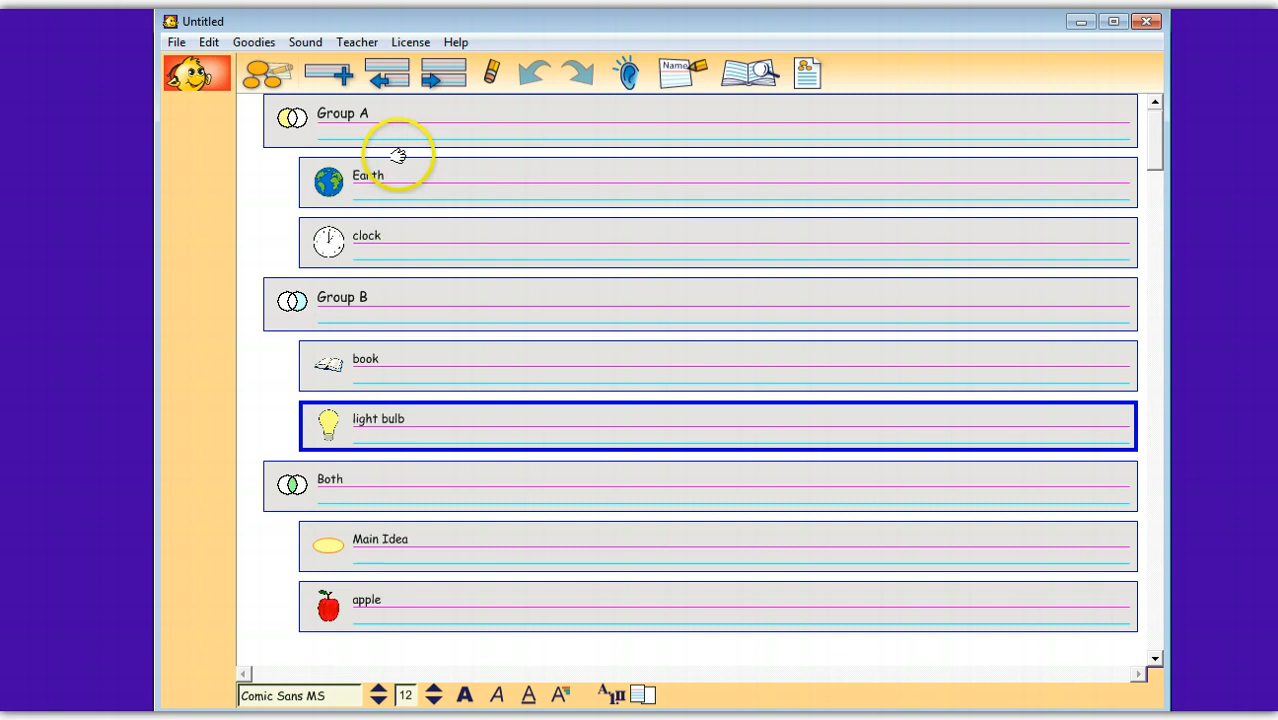 Untitled
File Edit Goodies Sound Teacher License Help
Name
Group A
Earth
clock
Group B
book
light bulb
Both
Main Idea
apple
Comic Sans MS 12 A A A A